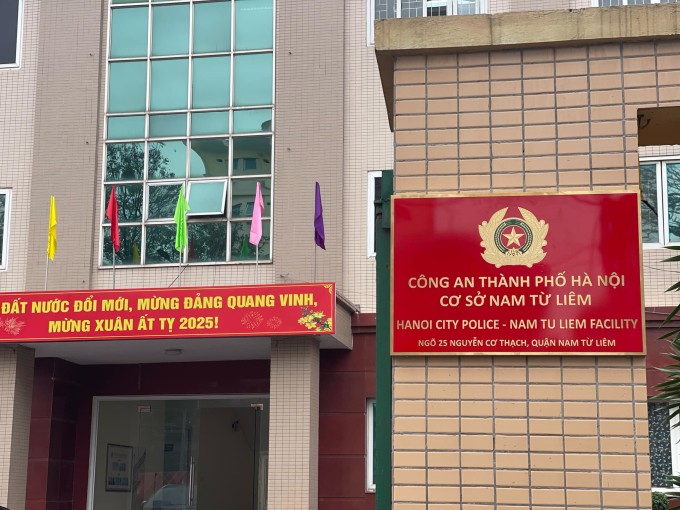 ĐẤT NƯỚC ĐỔI MỚI, MỪNG ĐẢNG QUANG VINH,
MỪNG XUÂN ẤT TỴ 2025!
CÔNG AN THÀNH PHỐ HÀ NỘI
CƠ SỞ NAM TỪ LIÊM
HANOI CITY POLICE - NAM TU LIEM FACILITY
NGÕ 25 NGUYỄN CƠ THẠCH, QUẬN NAM TỪ LIÊM